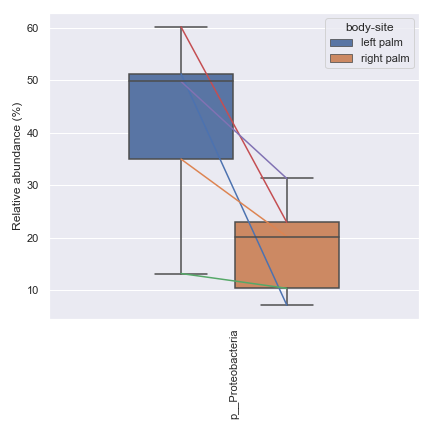 body-site
left palm
right palm
Relative abundance (%)
60
50
40
30
20
10
p__Proteobacteria